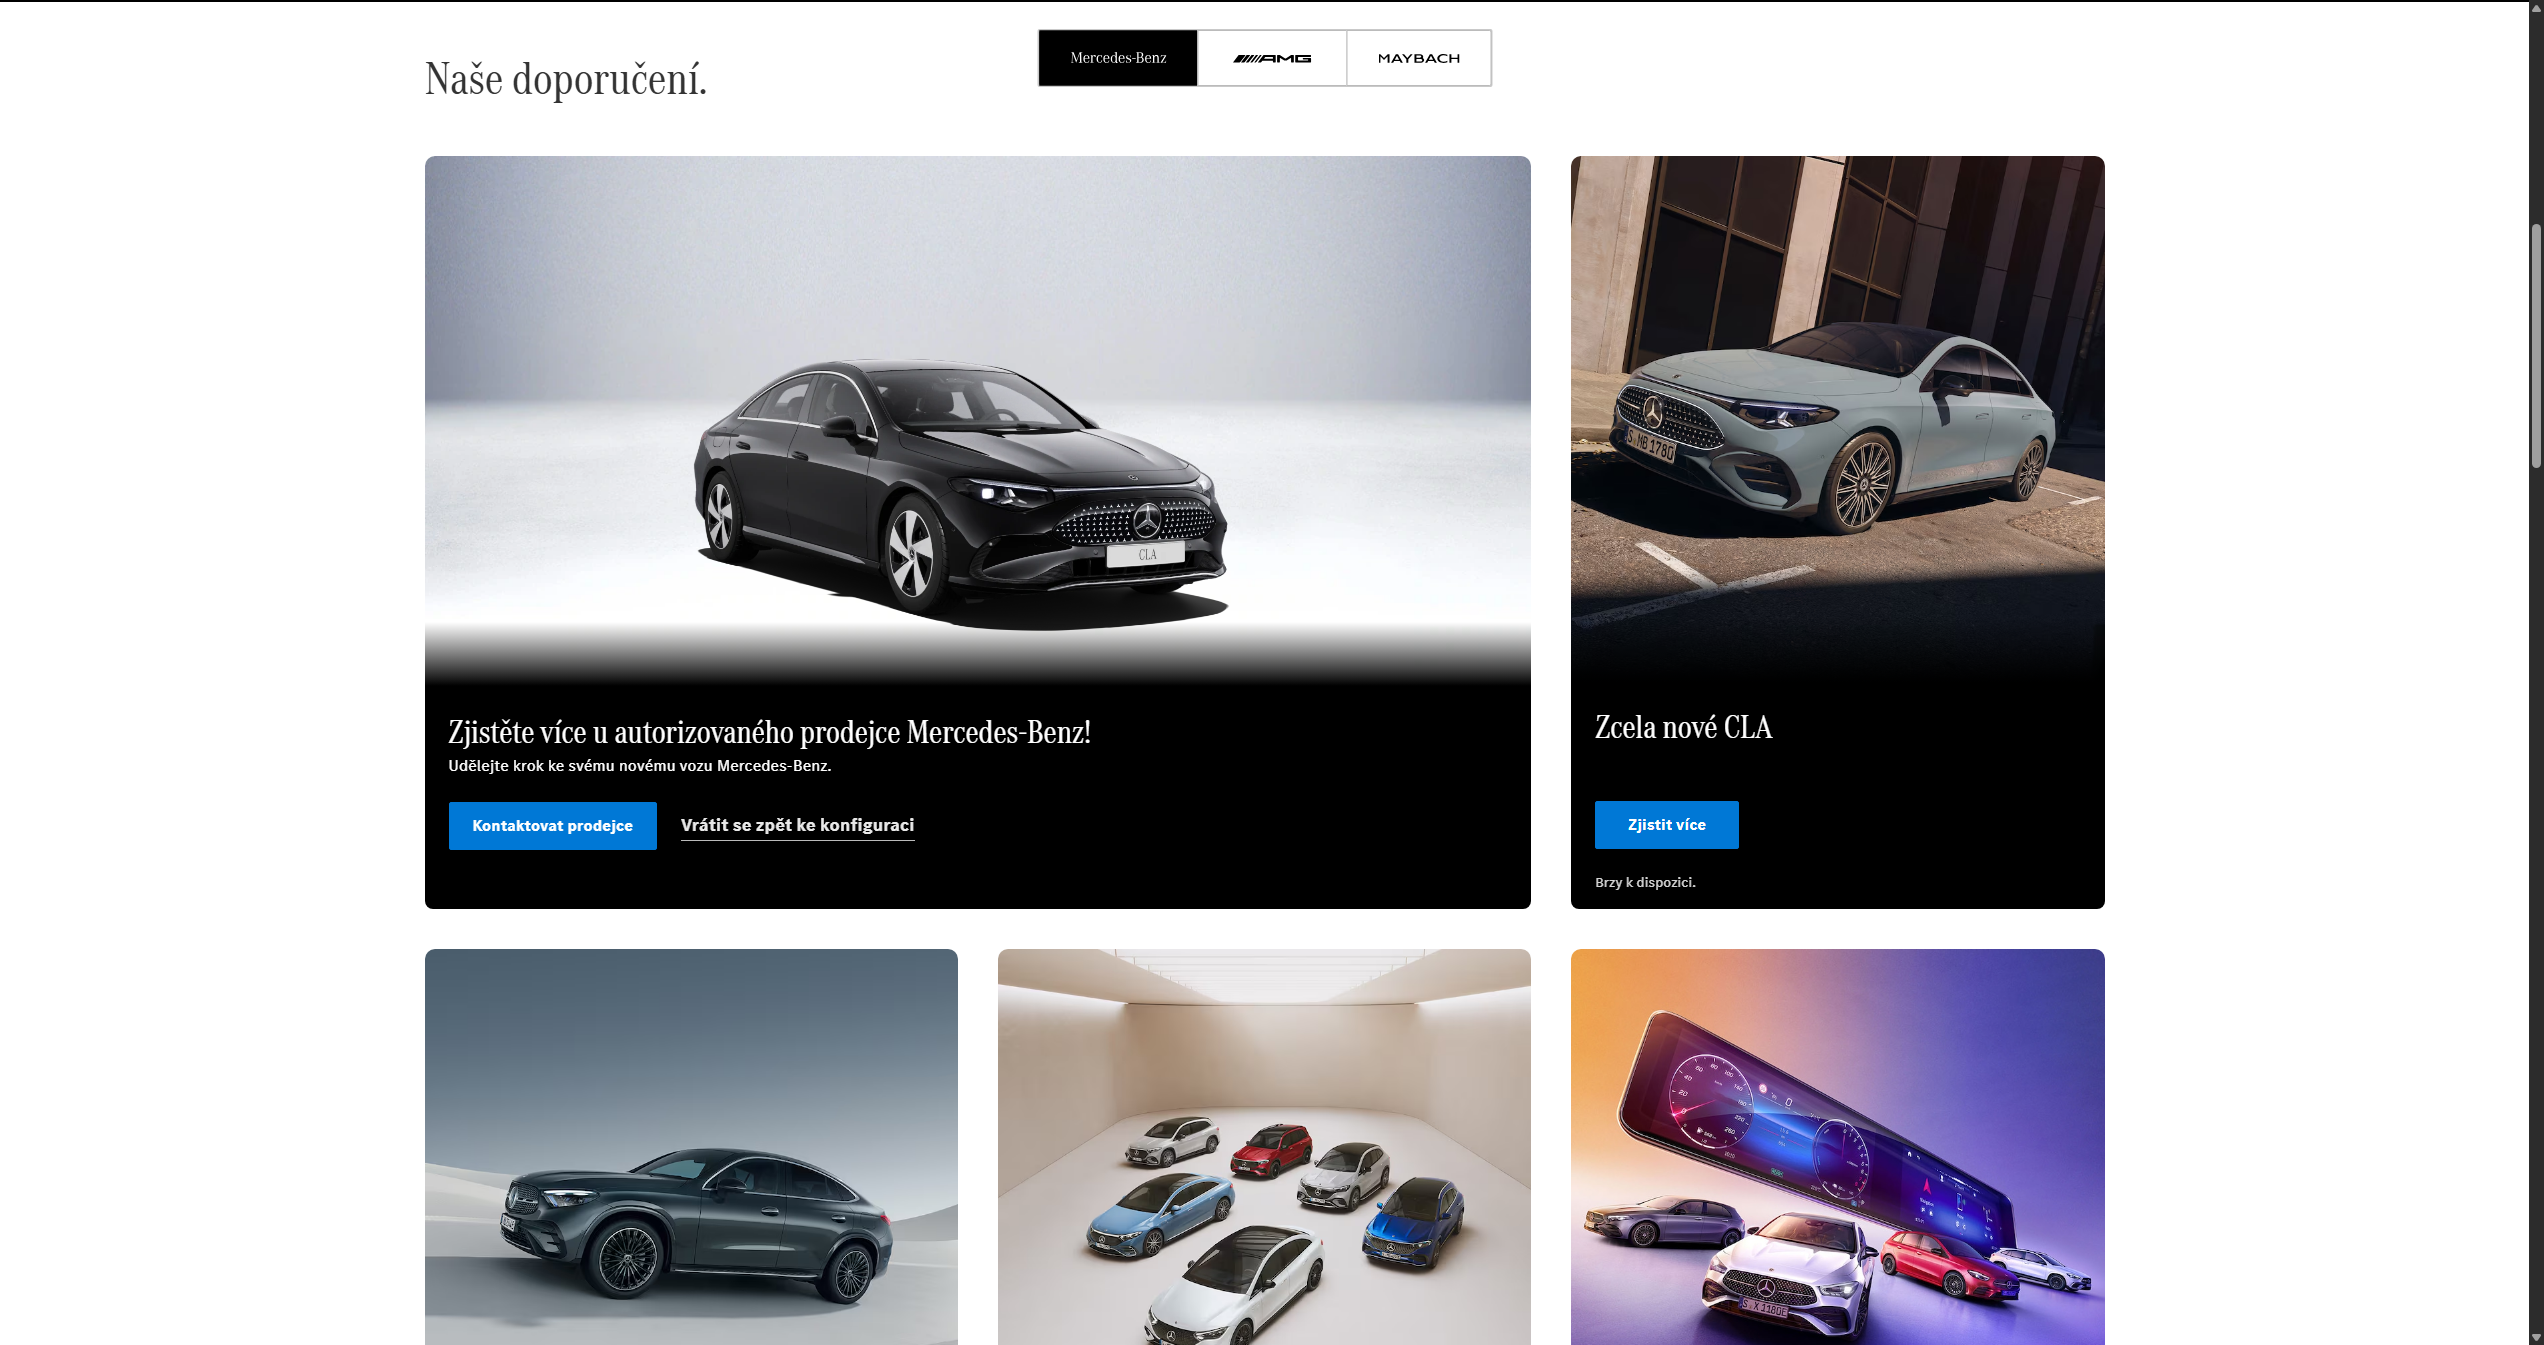 Naše doporučení.
Mercedes-Benz
AMG
MAYBACH
CLA
S MB 1780
Zjistěte více u autorizovaného prodejce Mercedes-Benz!
Udělejte krok ke svému novému vozu Mercedes-Benz.
Kontaktovat prodejce
Vrátit se zpět ke konfiguraci
Zcela nové CLA
Zjistit více
Brzy k dispozici.
S X 118DE